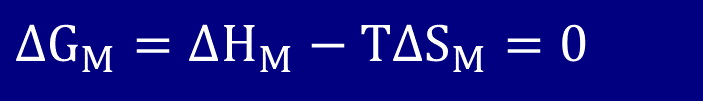 ΔG_M = ΔH_M − TΔS_M = 0